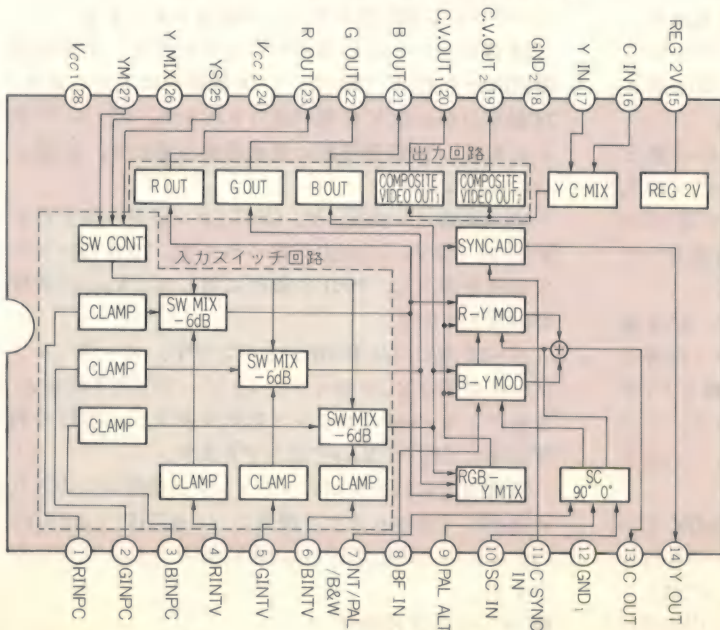 Vcc1 28
YM 27
Y MIX 26
YS 25
Vcc2 24
R OUT 23
G OUT 22
B OUT 21
C.V.OUT1 20
C.V.OUT2 19
GND2 18
Y IN 17
C IN 16
REG 2V 15
出力回路
R OUT
G OUT
B OUT
COMPOSITE
VIDEO OUT1
COMPOSITE
VIDEO OUT2
Y C MIX
REG 2V
SW CONT
入力スイッチ回路
SYNC ADD
CLAMP
SW MIX
-6dB
R-Y MOD
CLAMP
SW MIX
-6dB
B-Y MOD
CLAMP
SW MIX
-6dB
CLAMP
CLAMP
CLAMP
RGB-
Y MTX
SC
90° 0°
1 RINPC
2 GINPC
3 BINPC
4 RINTV
5 GINTV
6 BINTV
7 NT/PAL
/B&W
8 BF IN
9 PAL ALT
10 SC IN
11 C SYNC
IN
12 GND1
13 C OUT
14 Y OUT